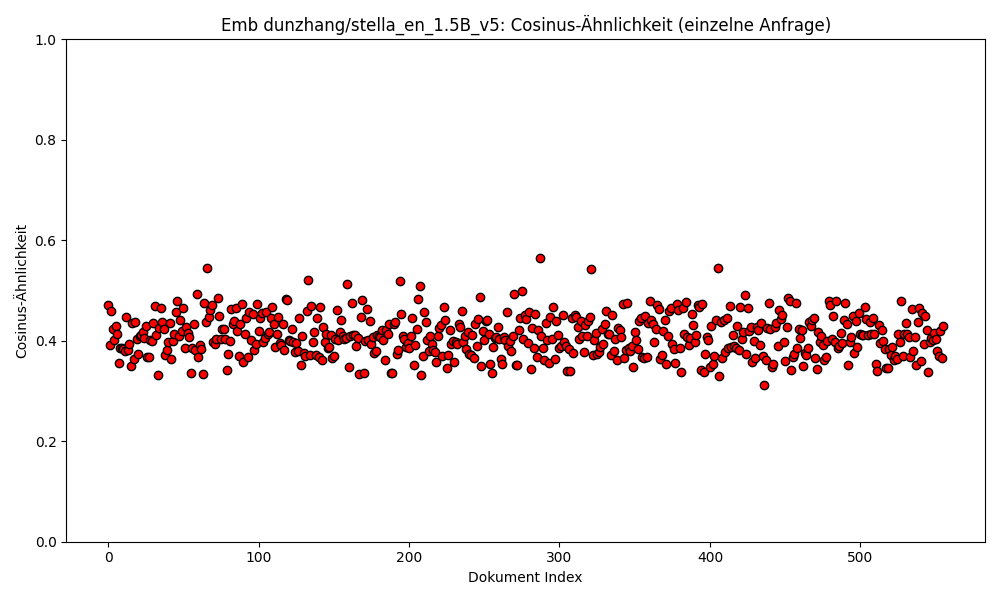 Emb dunzhang/stella_en_1.5B_v5: Cosinus-Ähnlichkeit (einzelne Anfrage)
Cosinus-Ähnlichkeit
1.0
0.8
0.6
0.4
0.2
0.0
0 100 200 300 400 500
Dokument Index